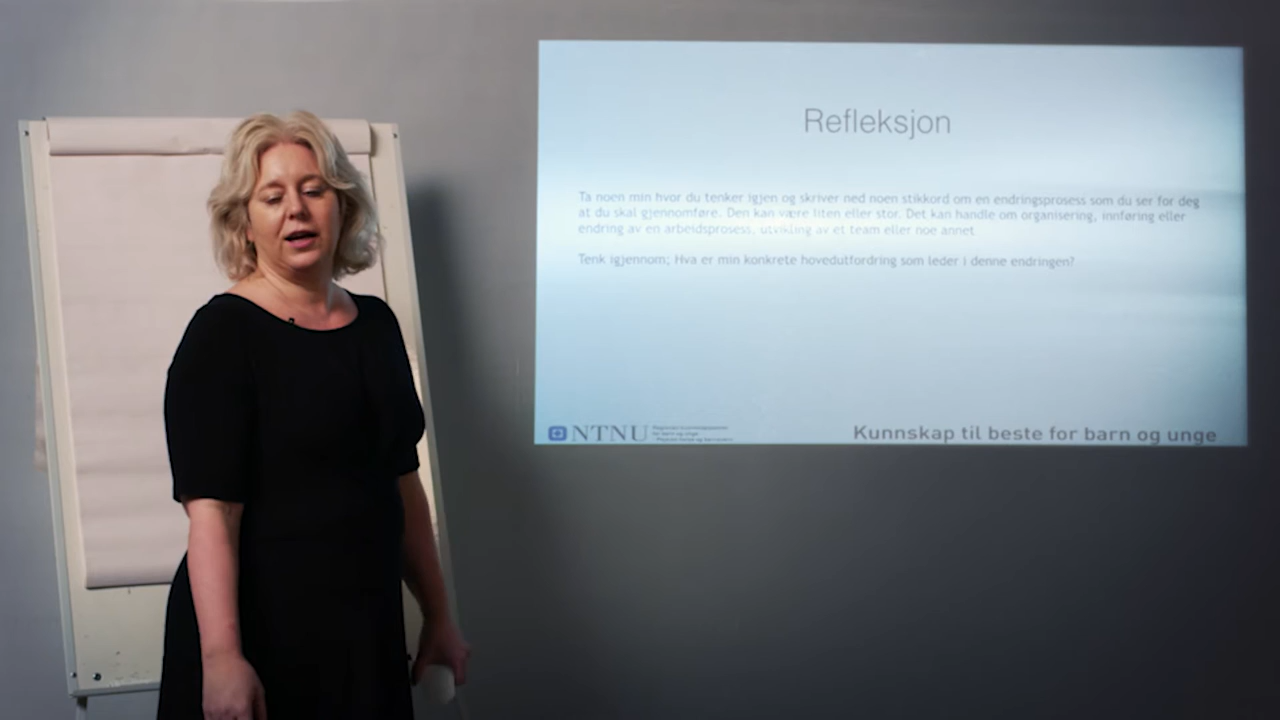 Refleksjon
Ta noen min hvor du tenker igjen og skriver ned noen stikkord om en endringsprosess som du ser for deg
at du skal gjennomføre. Den kan være liten eller stor. Det kan handle om organisering, innføring eller
endring av en arbeidsprosess, utvikling av et team eller noe annet
Tenk igjennom; Hva er min konkrete hovedutfordring som leder i denne endringen?
NTNU
Kunnskap til beste for barn og unge